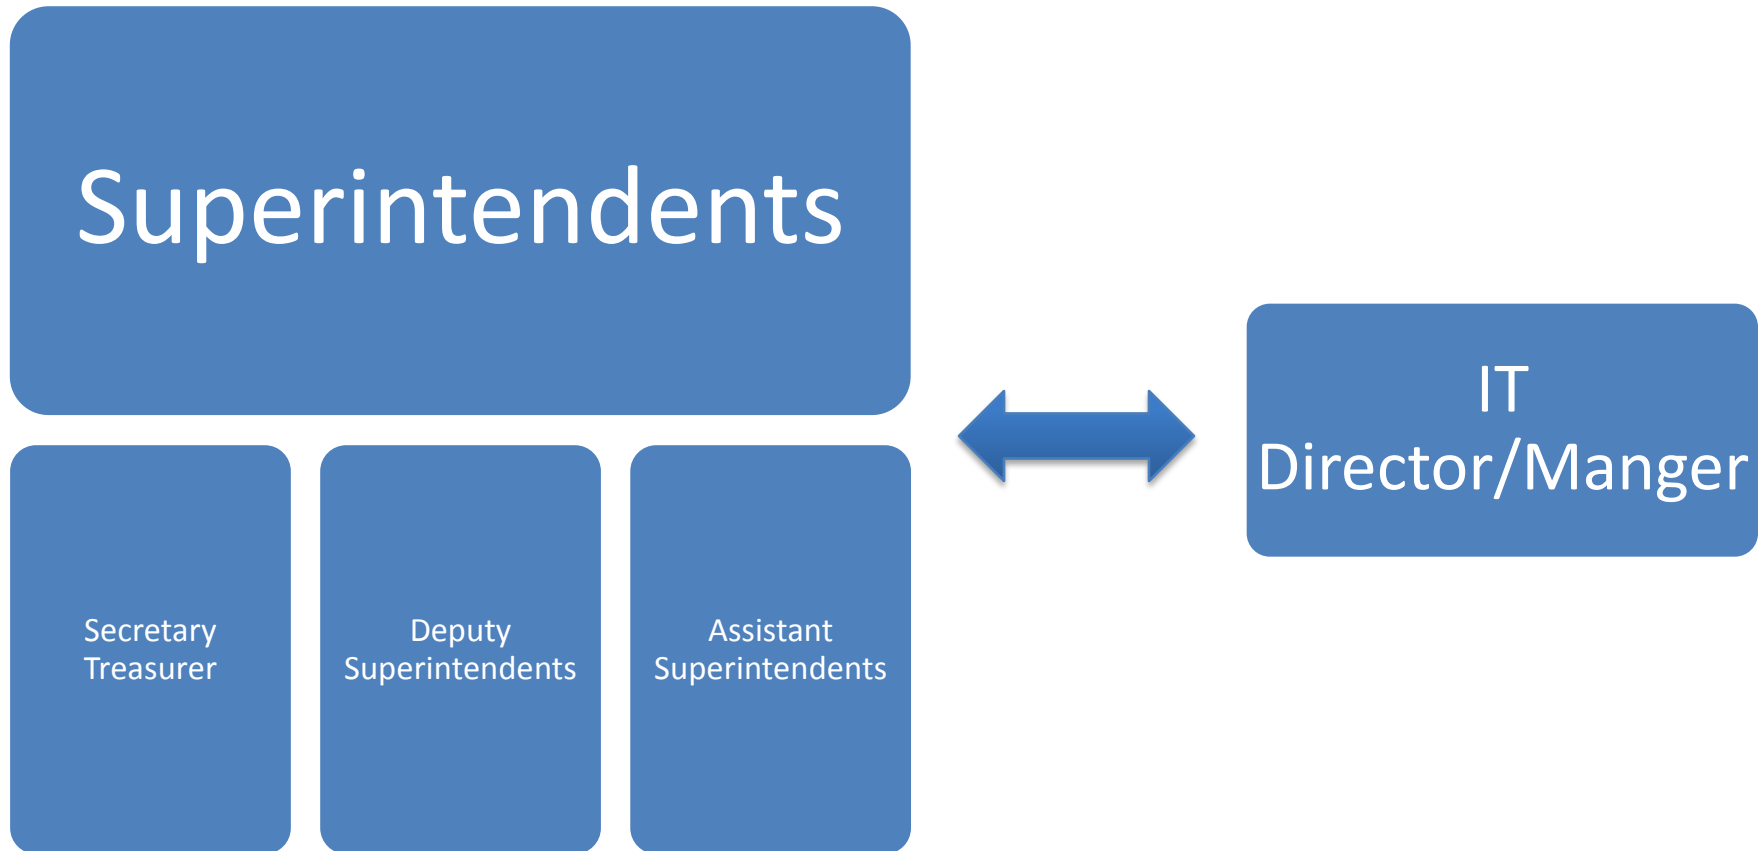 Superintendents
Secretary
Treasurer
Deputy
Superintendents
Assistant
Superintendents
IT
Director/Manger